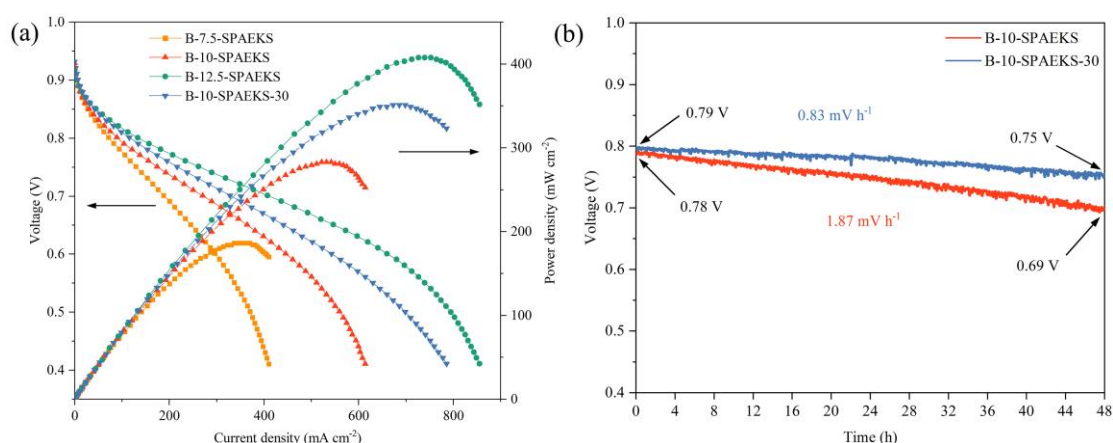 (a)
B-7.5-SPAEKS
B-10-SPAEKS
B-12.5-SPAEKS
B-10-SPAEKS-30
1.0
0.9
0.8
0.7
0.6
0.5
0.4
Voltage (V)
400
300
200
100
0
Power density (mW cm⁻²)
0 200 400 600 800
Current density (mA cm⁻²)
(b)
B-10-SPAEKS
B-10-SPAEKS-30
1.0
0.9
0.8
0.7
0.6
0.5
0.4
Voltage (V)
0.79 V
0.83 mV h⁻¹
0.75 V
0.78 V
1.87 mV h⁻¹
0.69 V
0 4 8 12 16 20 24 28 32 36 40 44 48
Time (h)